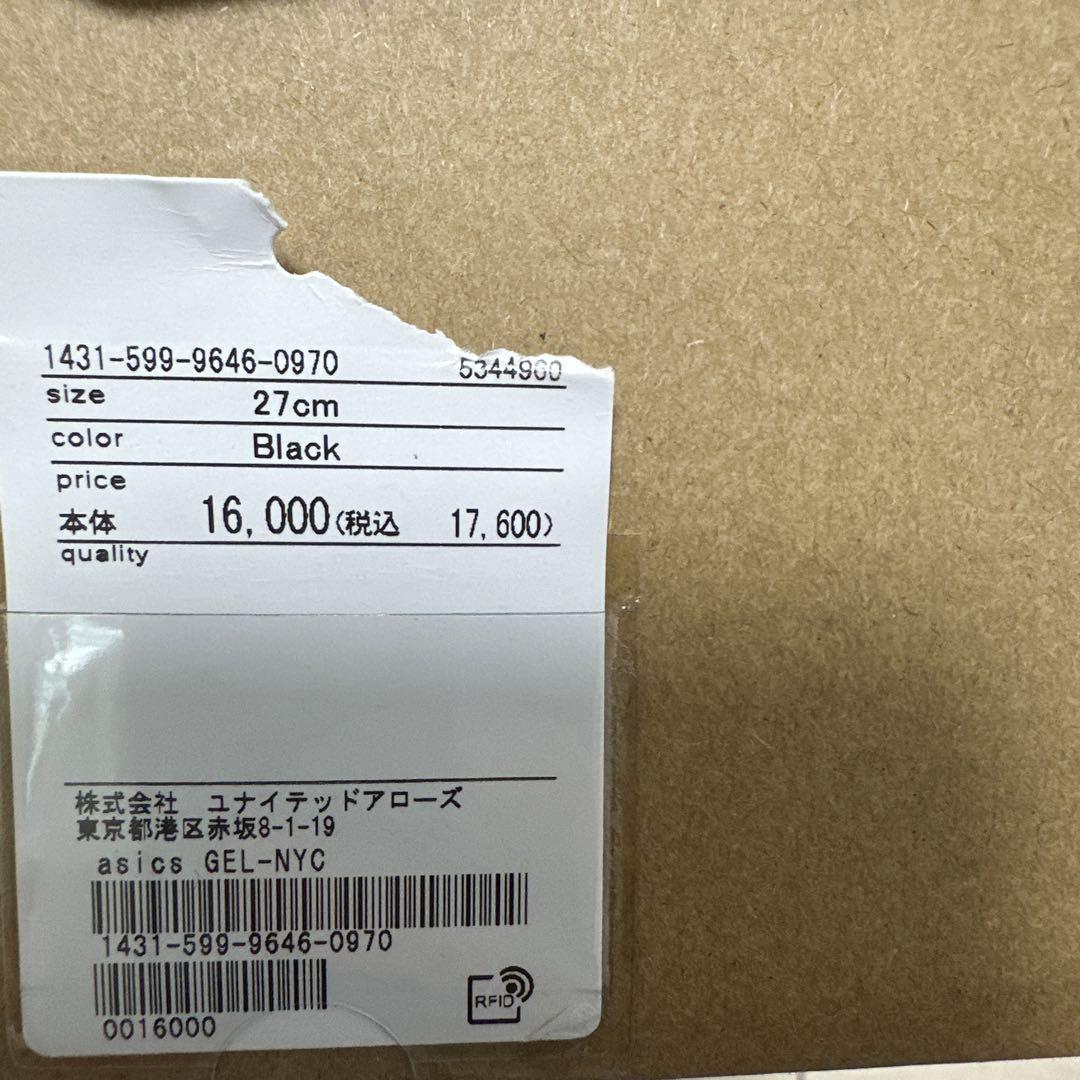 1431-599-9646-0970 5344960
size 27cm
color Black
price
本体 16,000(税込 17,600)
quality
株式会社 ユナイテッドアローズ
東京都港区赤坂8-1-19
asics GEL-NYC
1431-599-9646-0970
0016000
RFID